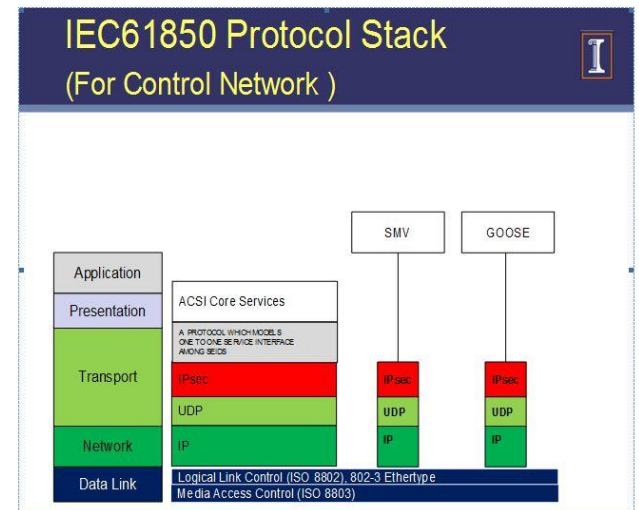 IEC61850 Protocol Stack
(For Control Network )
I
SMV
GOOSE
Application
Presentation
Transport
Network
Data Link
ACSI Core Services
A PROTOCOL WHICH MODELS
ONE TO ONE SERVICE INTERFACE
AMONG SEIDS
IPsec
UDP
IP
IPsec
UDP
IP
IPsec
UDP
IP
Logical Link Control (ISO 8802), 802-3 Ethertype
Media Access Control (ISO 8803)